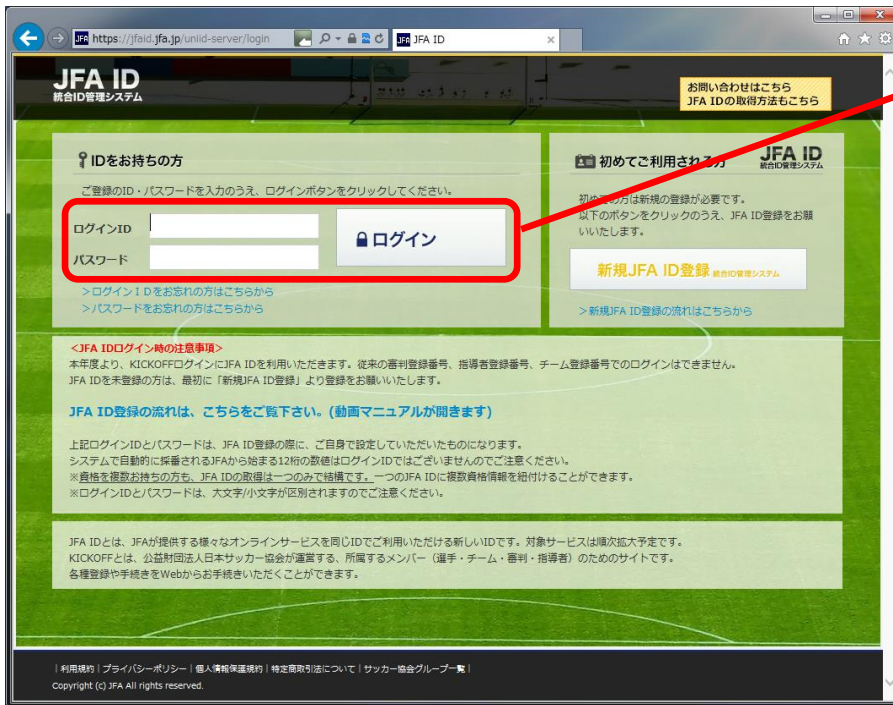 https://jfaid.jfa.jp/uniid-server/login
JFA ID
JFA ID
統合ID管理システム
お問い合わせはこちら
JFA IDの取得方法もこちら
IDをお持ちの方
ご登録のID・パスワードを入力のうえ、ログインボタンをクリックしてください。
ログインID
パスワード
ログイン
>ログインＩＤをお忘れの方はこちらから
>パスワードをお忘れの方はこちらから
初めてご利用される方
JFA ID
統合ID管理システム
初めての方は新規の登録が必要です。
以下のボタンをクリックのうえ、JFA ID登録をお願
いいたします。
新規JFA ID登録 統合ID管理システム
>新規JFA ID登録の流れはこちらから
<JFA IDログイン時の注意事項>
本年度より、KICKOFFログインにJFA IDを利用いただきます。従来の審判登録番号、指導者登録番号、チーム登録番号でのログインはできません。
JFA IDを未登録の方は、最初に「新規JFA ID登録」より登録をお願いいたします。
JFA ID登録の流れは、こちらをご覧下さい。(動画マニュアルが開きます)
上記ログインIDとパスワードは、JFA ID登録の際に、ご自身で設定していただいたものになります。
システムで自動的に採番されるJFAから始まる12桁の数値はログインIDではございませんのでご注意ください。
※資格を複数お持ちの方も、JFA IDの取得は一つのみで結構です。一つのJFA IDに複数資格情報を紐付けることができます。
※ログインIDとパスワードは、大文字/小文字が区別されますのでご注意ください。
JFA IDとは、JFAが提供する様々なオンラインサービスを同じIDでご利用いただける新しいIDです。対象サービスは順次拡大予定です。
KICKOFFとは、公益財団法人日本サッカー協会が運営する、所属するメンバー（選手・チーム・審判・指導者）のためのサイトです。
各種登録や手続きをWebからお手続きいただくことができます。
|利用規約|プライバシーポリシー|個人情報保護規約|特定商取引法について|サッカー協会グループ一覧|
Copyright (c) JFA All rights reserved.